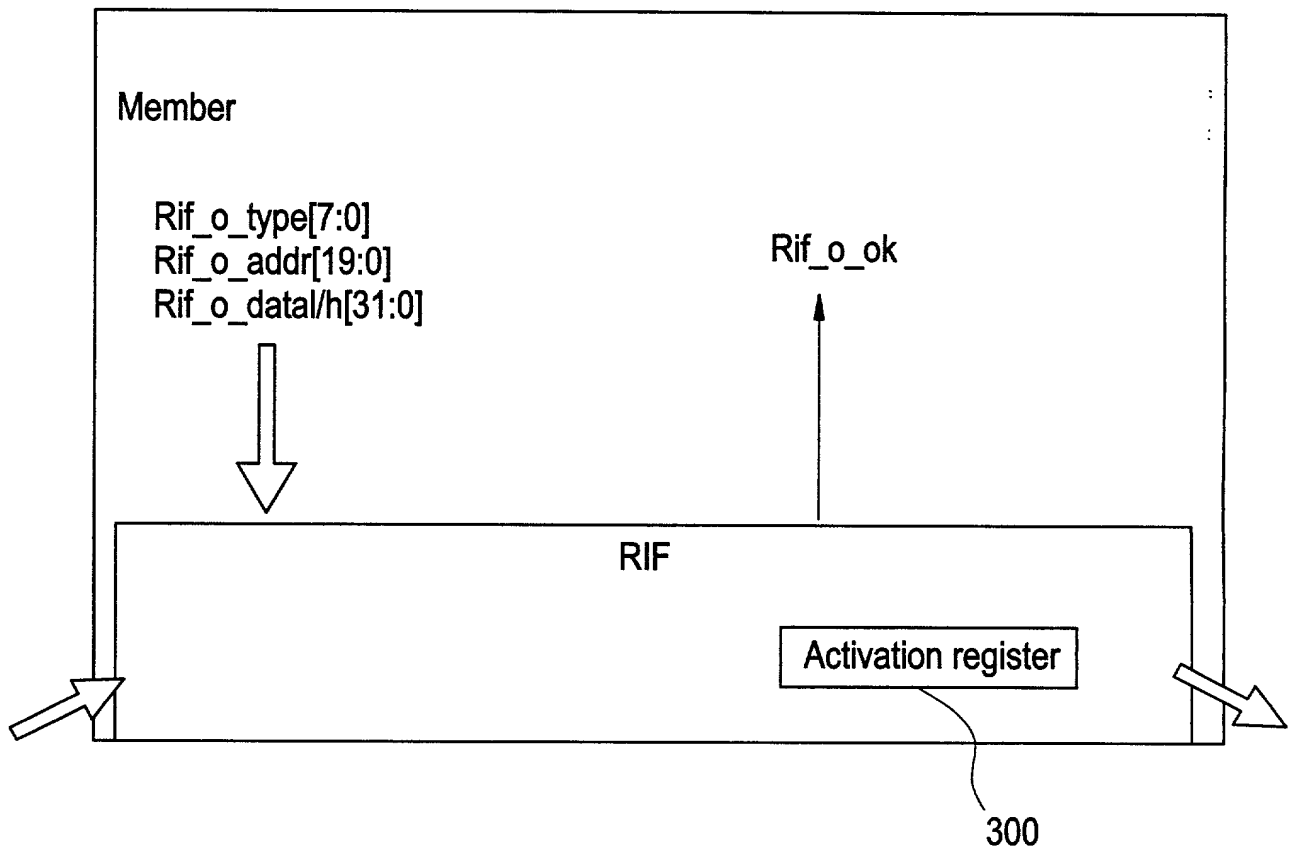 Member
Rif_o_type[7:0]
Rif_o_addr[19:0]
Rif_o_datal/h[31:0]
Rif_o_ok
RIF
Activation register
300